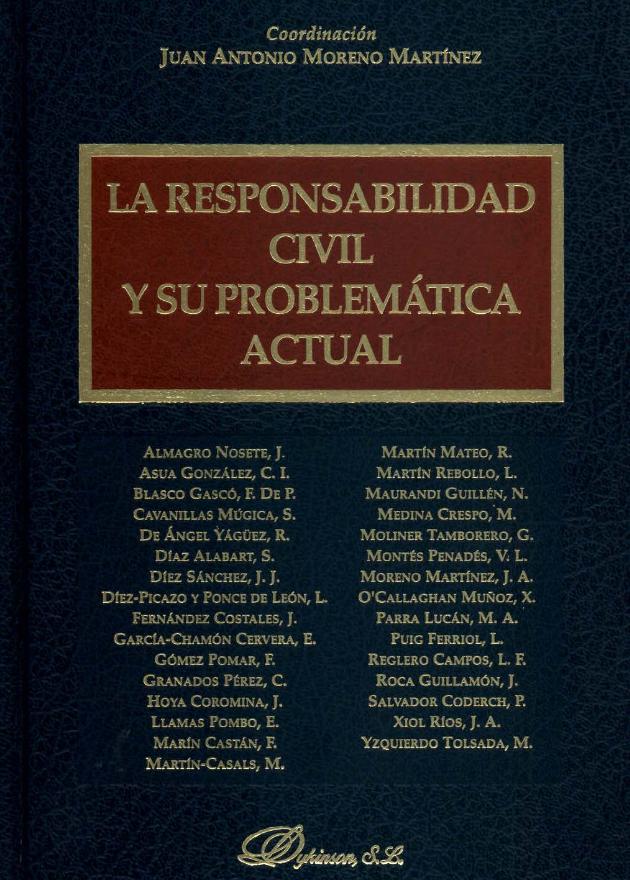 Coordinación
JUAN ANTONIO MORENO MARTÍNEZ
LA RESPONSABILIDAD
CIVIL
Y SU PROBLEMÁTICA
ACTUAL
ALMAGRO NOSETE, J.
ASUA GONZÁLEZ, C. I.
BLASCO GASCÓ, F. DE P.
CAVANILLAS MÚGICA, S.
DE ÁNGEL YÁGÜEZ, R.
DÍAZ ALABART, S.
DÍEZ SÁNCHEZ, J. J.
DÍEZ-PICAZO Y PONCE DE LEÓN, L.
FERNÁNDEZ COSTALES, J.
GARCÍA-CHAMÓN CERVERA, E.
GÓMEZ POMAR, F.
GRANADOS PÉREZ, C.
HOYA COROMINA, J.
LLAMAS POMBO, E.
MARÍN CASTÁN, F.
MARTÍN-CASALS, M.
MARTÍN MATEO, R.
MARTÍN REBOLLO, L.
MAURANDI GUILLÉN, N.
MEDINA CRESPO, M.
MOLINER TAMBORERO, G.
MONTÉS PENADÉS, V. L.
MORENO MARTÍNEZ, J. A.
O'CALLAGHAN MUÑOZ, X.
PARRA LUCÁN, M. A.
PUIG FERRIOL, L.
REGLERO CAMPOS, L. F.
ROCA GUILLAMÓN, J.
SALVADOR CODERCH, P.
XIOL RÍOS, J. A.
YZQUIERDO TOLSADA, M.
Dykinson, S.L.